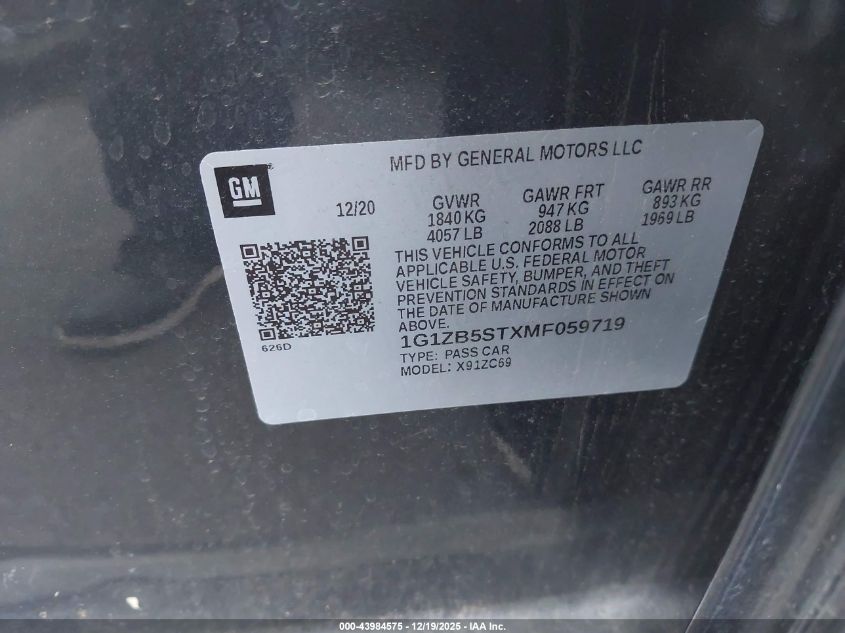 MFD BY GENERAL MOTORS LLC
GM
12/20
GVWR
1840 KG
4057 LB
GAWR FRT
947 KG
2088 LB
GAWR RR
893 KG
1969 LB
THIS VEHICLE CONFORMS TO ALL
APPLICABLE U.S. FEDERAL MOTOR
VEHICLE SAFETY, BUMPER, AND THEFT
PREVENTION STANDARDS IN EFFECT ON
THE DATE OF MANUFACTURE SHOWN
ABOVE.
1G1ZB5STXMF059719
TYPE: PASS CAR
MODEL: X91ZC69
626D
000-43984575 - 12/19/2025 - IAA Inc.